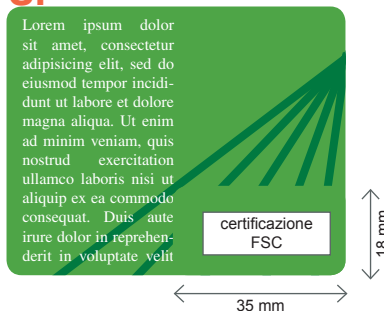 Lorem ipsum dolor
sit amet, consectetur
adipisicing elit, sed do
eiusmod tempor incidi-
dunt ut labore et dolore
magna aliqua. Ut enim
ad minim veniam, quis
nostrud exercitation
ullamco laboris nisi ut
aliquip ex ea commodo
consequat. Duis aute
irure dolor in reprehen-
derit in voluptate velit
certificazione
FSC
18 mm
35 mm